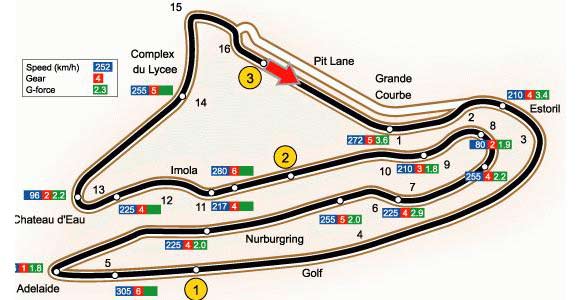 15
16
3
Pit Lane
Speed (km/h) 252
Gear 4
G-force 2.3
Complex
du Lycee
255 5
14
Grande
Courbe
210 4 3.4
Estoril
272 5 3.6
1
2
8
80 2 1.9
3
Imola
280 6
2
10
210 3 1.8
9
255 4 2.2
96 2 2.2
13
Chateau d'Eau
225 4
12
11
217 4
7
6
225 4 2.9
255 5 2.0
4
225 4 2.0
Nurburgring
1 1.8
Adelaide
5
305 6
1
Golf